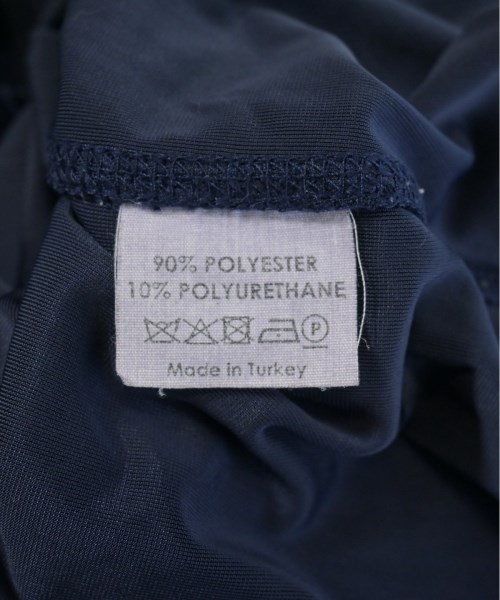 90% POLYESTER
10% POLYURETHANE
P
Made in Turkey